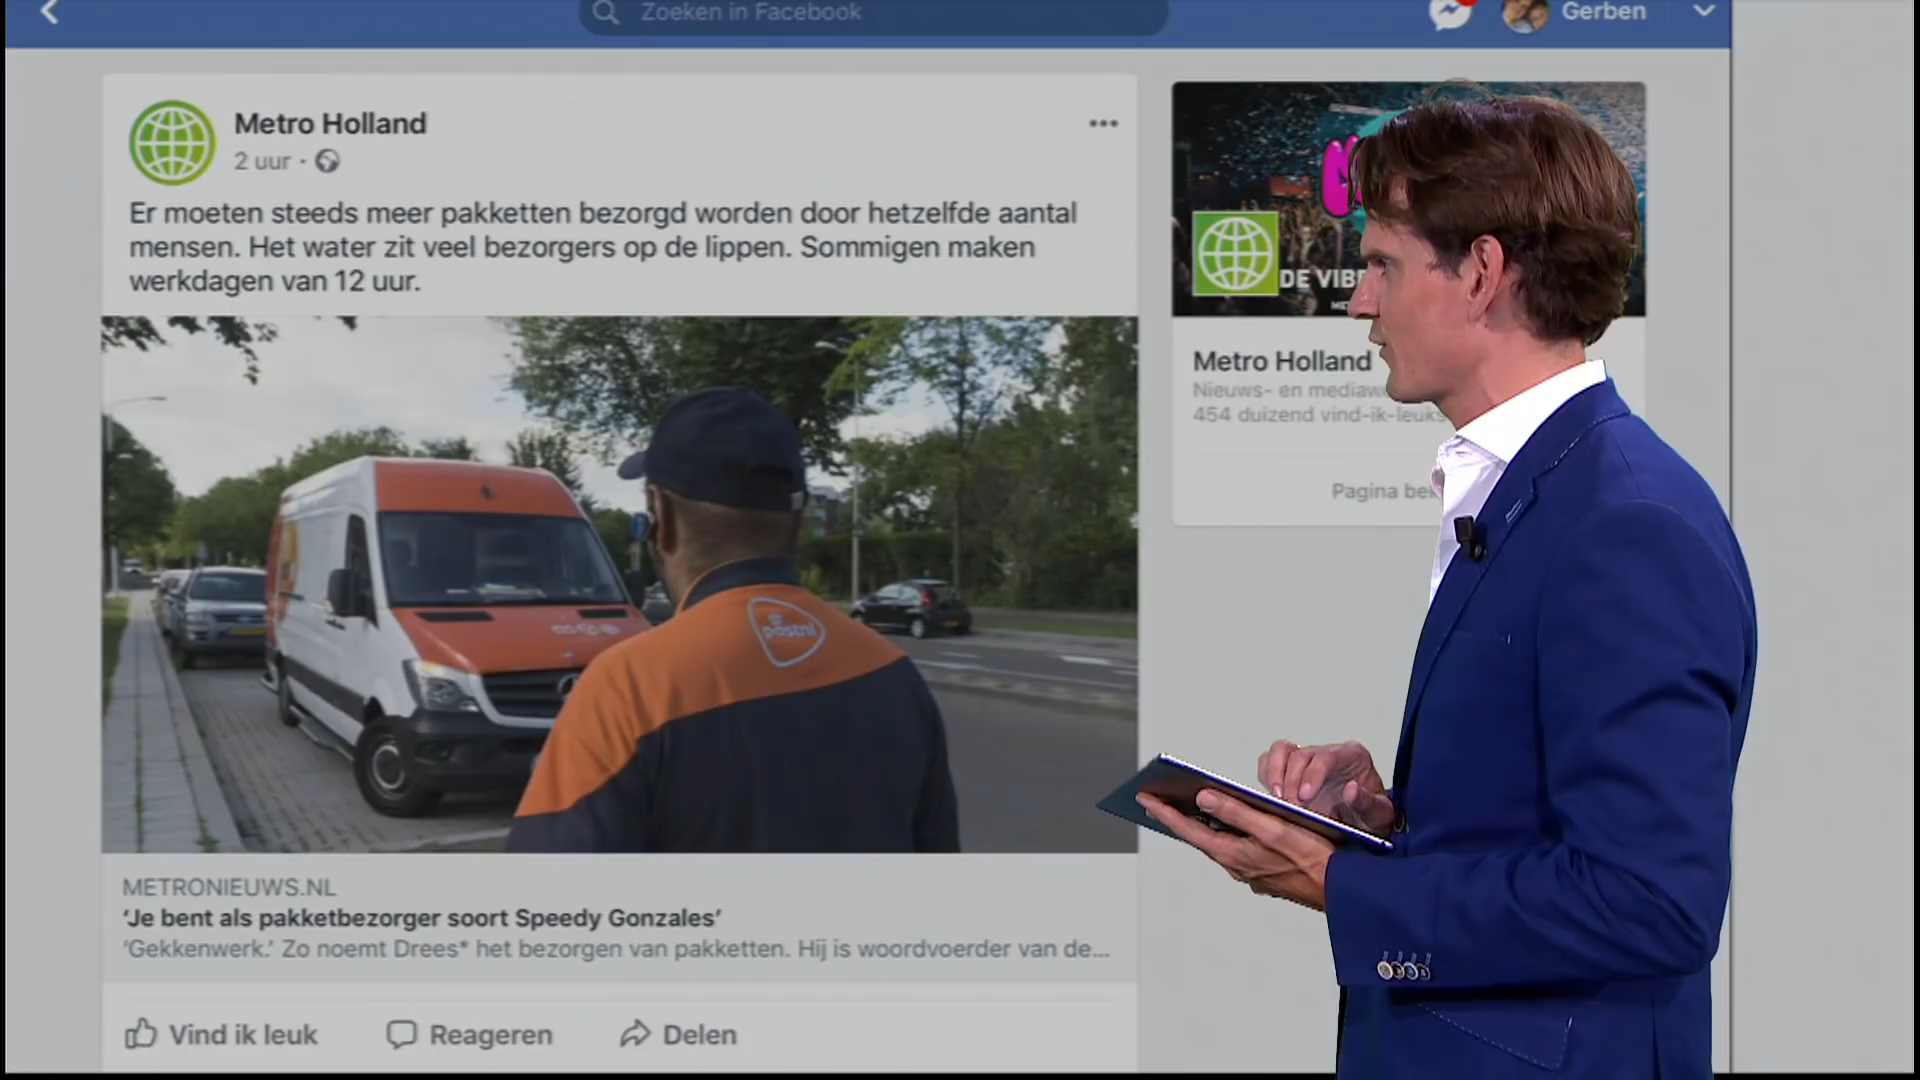 Zoeken in Facebook
Gerben
Metro Holland
2 uur ·
Er moeten steeds meer pakketten bezorgd worden door hetzelfde aantal
mensen. Het water zit veel bezorgers op de lippen. Sommigen maken
werkdagen van 12 uur.
postnl
METRONIEUWS.NL
‘Je bent als pakketbezorger soort Speedy Gonzales’
‘Gekkenwerk.’ Zo noemt Drees* het bezorgen van pakketten. Hij is woordvoerder van de...
Vind ik leuk
Reageren
Delen
DE VIBE
Metro Holland
Nieuws- en mediawe
454 duizend vind-ik-leuks
Pagina bek